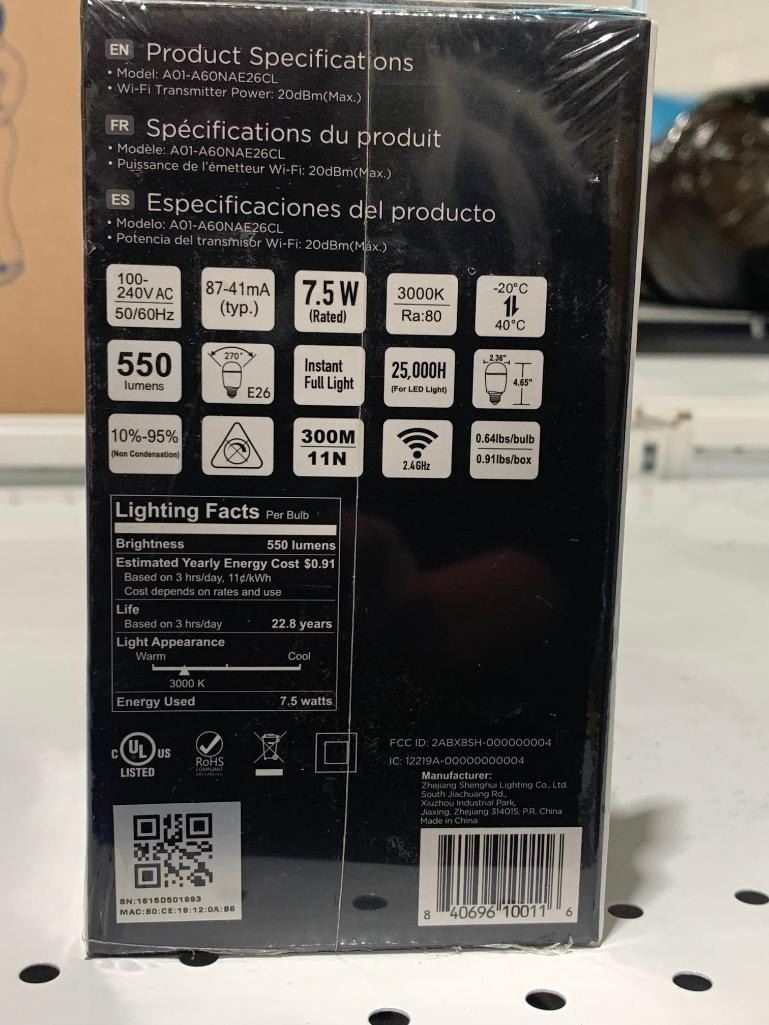 EN Product Specifications
• Model: A01-A60NAE26CL
• Wi-Fi Transmitter Power: 20dBm(Max.)
FR Spécifications du produit
• Modèle: A01-A60NAE26CL
• Puissance de l'émetteur Wi-Fi: 20dBm(Max.)
ES Especificaciones del producto
• Modelo: A01-A60NAE26CL
• Potencia del transmisor Wi-Fi: 20dBm(Máx.)
100-
240V AC
50/60Hz
87-41mA
(typ.)
7.5 W
(Rated)
3000K
Ra:80
-20°C
40°C
550
lumens
270°
E26
Instant
Full Light
25,000H
(For LED Light)
2.36"
4.65"
10%-95%
(Non Condensation)
300M
11N
2.4GHz
0.64lbs/bulb
0.91lbs/box
Lighting Facts Per Bulb
Brightness 550 lumens
Estimated Yearly Energy Cost $0.91
Based on 3 hrs/day, 11¢/kWh
Cost depends on rates and use
Life
Based on 3 hrs/day 22.8 years
Light Appearance
Warm Cool
3000 K
Energy Used 7.5 watts
C UL US
LISTED
RoHS
COMPLIANT
FCC ID: 2ABX8SH-000000004
IC: 12219A-00000000004
Manufacturer:
Zhejiang Shenghui Lighting Co., Ltd.
South Jiachuang Rd.,
Xiuzhou Industrial Park,
Jiaxing, Zhejiang 314015, P.R. China
Made in China
SN:1615D501993
MAC:B0:CE:18:12:0A:B6
8 40696 10011 6